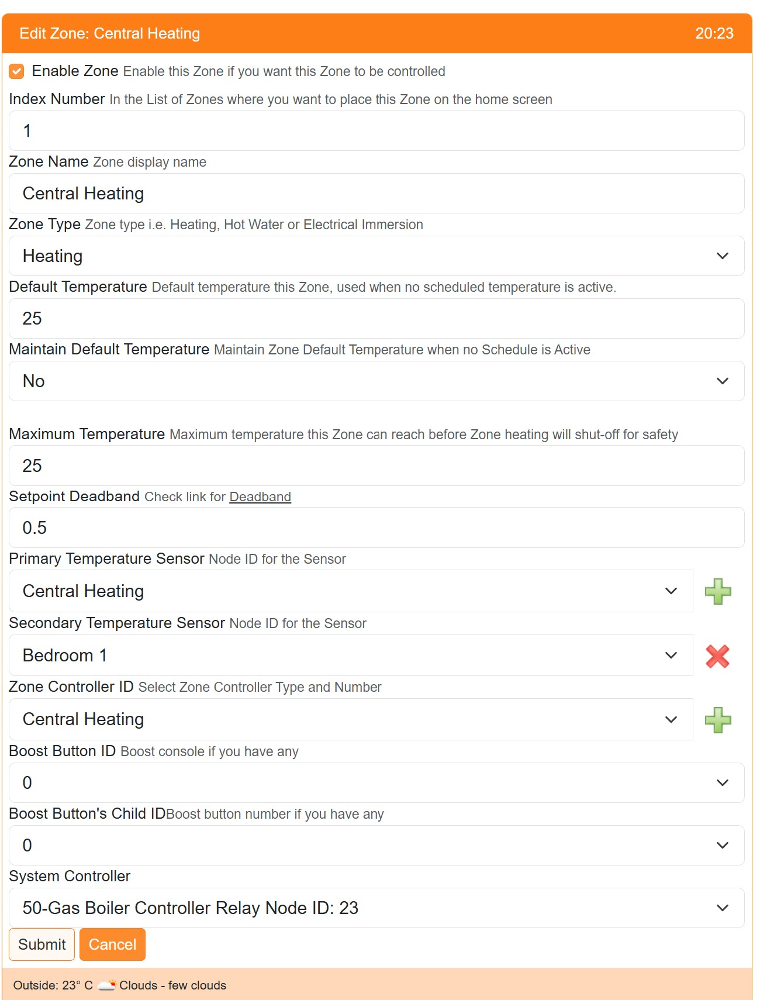 Edit Zone: Central Heating 20:23
Enable Zone Enable this Zone if you want this Zone to be controlled
Index Number In the List of Zones where you want to place this Zone on the home screen
1
Zone Name Zone display name
Central Heating
Zone Type Zone type i.e. Heating, Hot Water or Electrical Immersion
Heating
Default Temperature Default temperature this Zone, used when no scheduled temperature is active.
25
Maintain Default Temperature Maintain Zone Default Temperature when no Schedule is Active
No
Maximum Temperature Maximum temperature this Zone can reach before Zone heating will shut-off for safety
25
Setpoint Deadband Check link for Deadband
0.5
Primary Temperature Sensor Node ID for the Sensor
Central Heating
Secondary Temperature Sensor Node ID for the Sensor
Bedroom 1
Zone Controller ID Select Zone Controller Type and Number
Central Heating
Boost Button ID Boost console if you have any
0
Boost Button's Child IDBoost button number if you have any
0
System Controller
50-Gas Boiler Controller Relay Node ID: 23
Submit Cancel
Outside: 23° C Clouds - few clouds